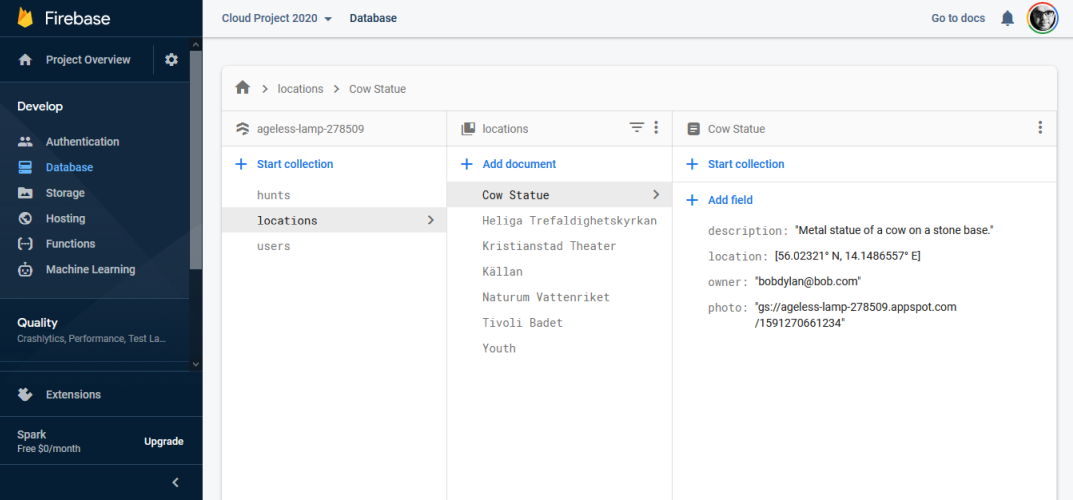 Firebase
Project Overview
Develop
Authentication
Database
Storage
Hosting
Functions
Machine Learning
Quality
Crashlytics, Performance, Test La...
Extensions
Spark
Free $0/month
Upgrade
Cloud Project 2020
Database
Go to docs
locations
Cow Statue
ageless-lamp-278509
Start collection
hunts
locations
users
locations
Add document
Cow Statue
Heliga Trefaldighetskyrkan
Kristianstad Theater
Källan
Naturum Vattenriket
Tivoli Badet
Youth
Cow Statue
Start collection
Add field
description: "Metal statue of a cow on a stone base."
location: [56.02321° N, 14.1486557° E]
owner: "bobdylan@bob.com"
photo: "gs://ageless-lamp-278509.appspot.com
/1591270661234"